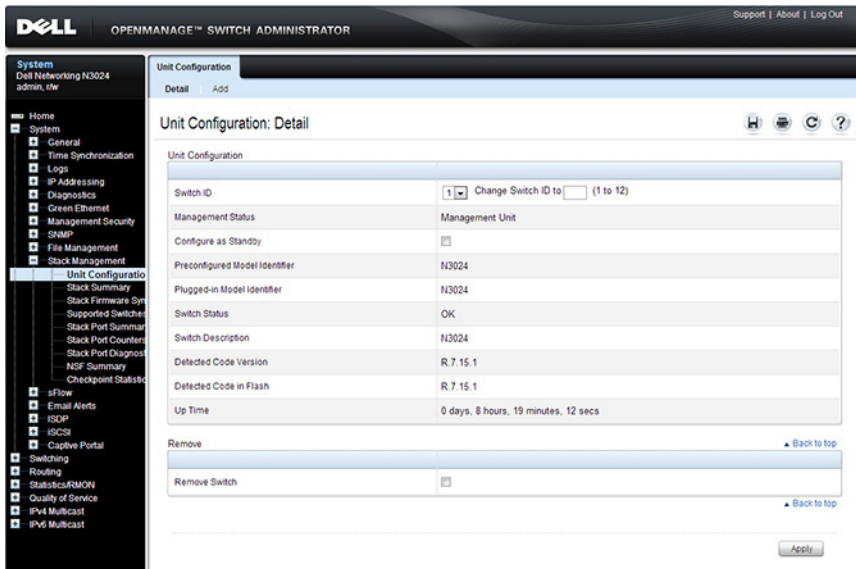 Support | About | Log Out
DELL OPENMANAGE™ SWITCH ADMINISTRATOR
System
Dell Networking N3024
admin, r/w
Home
System
General
Time Synchronization
Logs
IP Addressing
Diagnostics
Green Ethernet
Management Security
SNMP
File Management
Stack Management
Unit Configuratio
Stack Summary
Stack Firmware Syn
Supported Switches
Stack Port Summar
Stack Port Counters
Stack Port Diagnost
NSF Summary
Checkpoint Statistic
sFlow
Email Alerts
ISDP
iSCSI
Captive Portal
Switching
Routing
Statistics/RMON
Quality of Service
IPv4 Multicast
IPv6 Multicast
Unit Configuration
Detail Add
Unit Configuration: Detail
?
Unit Configuration
Switch ID 1 Change Switch ID to (1 to 12)
Management Status Management Unit
Configure as Standby
Preconfigured Model Identifier N3024
Plugged-in Model Identifier N3024
Switch Status OK
Switch Description N3024
Detected Code Version R.7.15.1
Detected Code in Flash R.7.15.1
Up Time 0 days, 8 hours, 19 minutes, 12 secs
Remove ▲ Back to top
Remove Switch
▲ Back to top
Apply